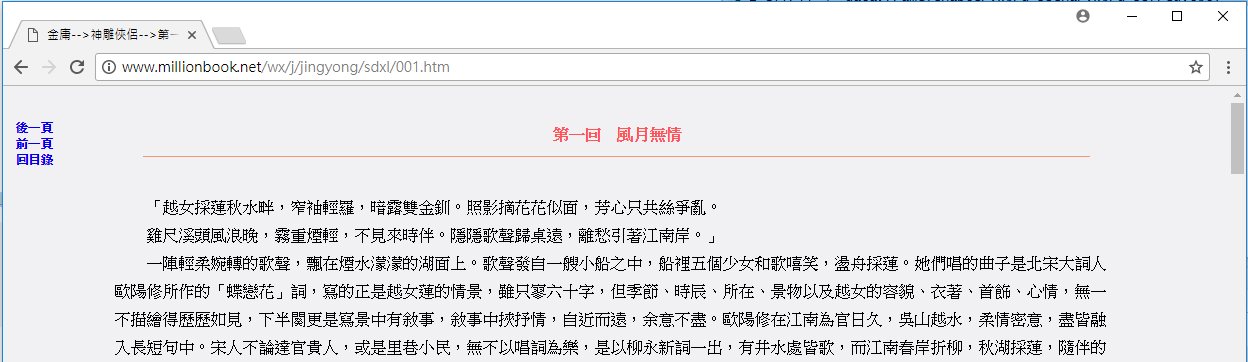 金庸-->神雕俠侶-->第一
www.millionbook.net/wx/j/jingyong/sdxl/001.htm
後一頁
前一頁
回目錄
第一回　風月無情
「越女採蓮秋水畔，窄袖輕羅，暗露雙金釧。照影摘花花似面，芳心只共絲爭亂。
雞尺溪頭風浪晚，霧重煙輕，不見來時伴。隱隱歌聲歸桌遠，離愁引著江南岸。」
一陣輕柔婉轉的歌聲，飄在煙水濛濛的湖面上。歌聲發自一艘小船之中，船裡五個少女和歌嘻笑，盪舟採蓮。她們唱的曲子是北宋大詞人
歐陽修所作的「蝶戀花」詞，寫的正是越女蓮的情景，雖只寥六十字，但季節、時辰、所在、景物以及越女的容貌、衣著、首飾、心情，無一
不描繪得歷歷如見，下半闋更是寫景中有敘事，敘事中挾抒情，自近而遠，余意不盡。歐陽修在江南為官日久，吳山越水，柔情密意，盡皆融
入長短句中。宋人不論達官貴人，或是里巷小民，無不以唱詞為樂，是以柳永新詞一出，有井水處皆歌，而江南春岸折柳，秋湖採蓮，隨伴的